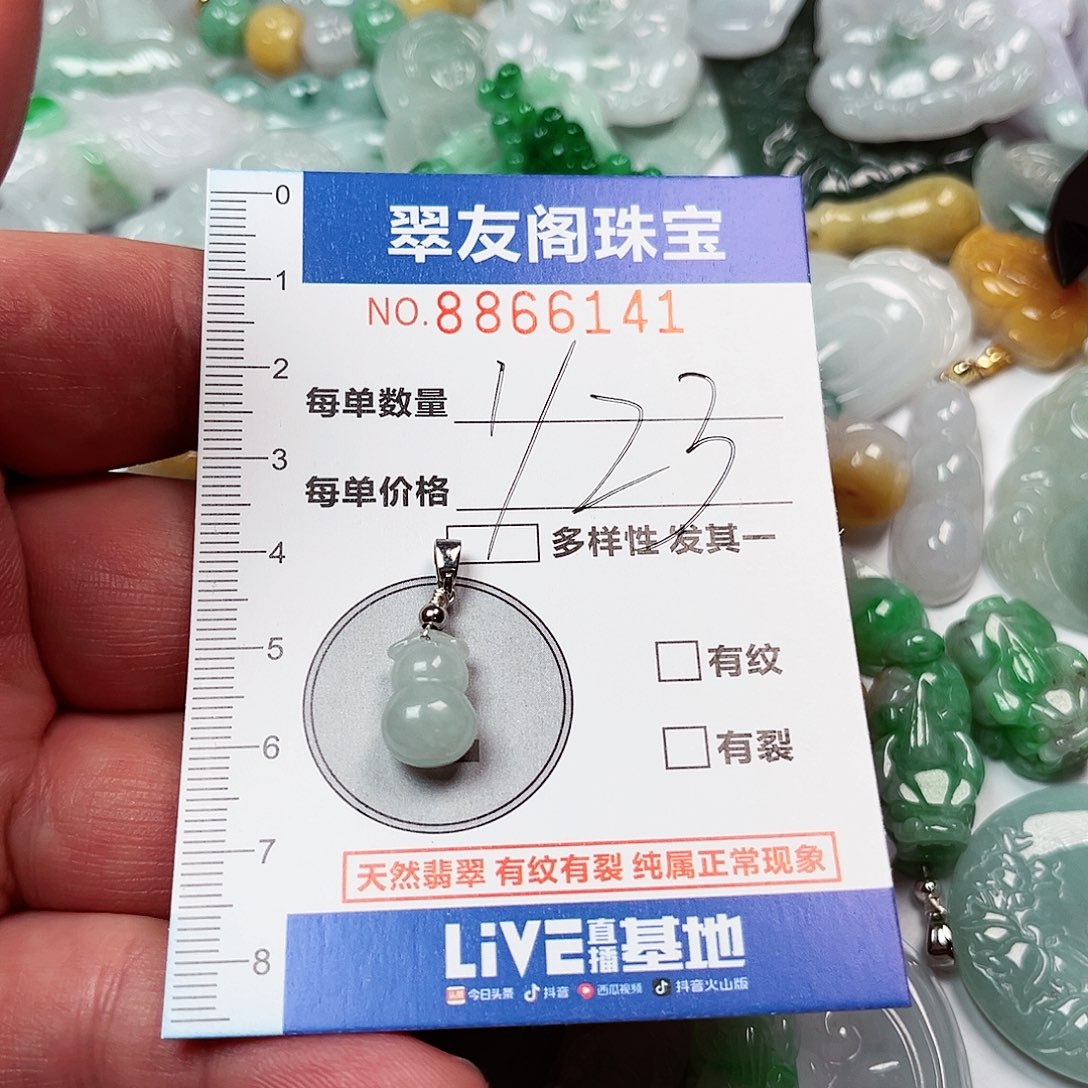 0
翠友阁珠宝
1
NO.8866141
2
每单数量
423
3
每单价格
4
多样性 发其一
5
有纹
6
有裂
7
天然翡翠 有纹有裂 纯属正常现象
8
LiVE直播基地
头条 今日头条 抖音 西瓜视频 抖音火山版